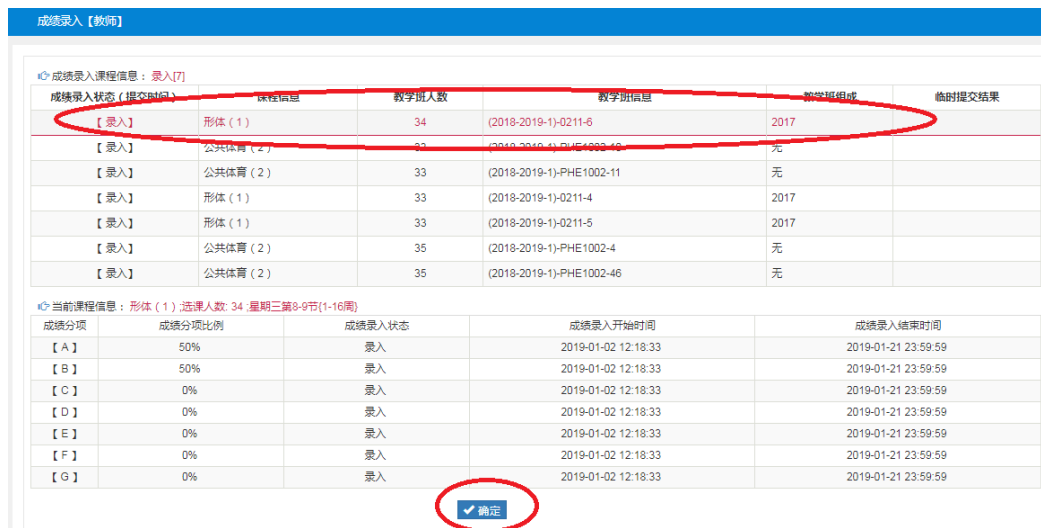 成绩录入【教师】
成绩录入课程信息： 录入[7]
成绩录入状态（提交时间） 课程信息 教学班人数 教学班信息 教学班组成 临时提交结果
【 录入】 形体（1） 34 (2018-2019-1)-0211-6 2017
【 录入】 公共体育（2） 33 (2018-2019-1)-PHE1002-10 无
【 录入】 公共体育（2） 33 (2018-2019-1)-PHE1002-11 无
【 录入】 形体（1） 33 (2018-2019-1)-0211-4 2017
【 录入】 形体（1） 33 (2018-2019-1)-0211-5 2017
【 录入】 公共体育（2） 35 (2018-2019-1)-PHE1002-4 无
【 录入】 公共体育（2） 35 (2018-2019-1)-PHE1002-46 无
当前课程信息： 形体（1）;选课人数: 34 ;星期三第8-9节{1-16周}
成绩分项 成绩分项比例 成绩录入状态 成绩录入开始时间 成绩录入结束时间
【 A 】 50% 录入 2019-01-02 12:18:33 2019-01-21 23:59:59
【 B 】 50% 录入 2019-01-02 12:18:33 2019-01-21 23:59:59
【 C 】 0% 录入 2019-01-02 12:18:33 2019-01-21 23:59:59
【 D 】 0% 录入 2019-01-02 12:18:33 2019-01-21 23:59:59
【 E 】 0% 录入 2019-01-02 12:18:33 2019-01-21 23:59:59
【 F 】 0% 录入 2019-01-02 12:18:33 2019-01-21 23:59:59
【 G 】 0% 录入 2019-01-02 12:18:33 2019-01-21 23:59:59
确定